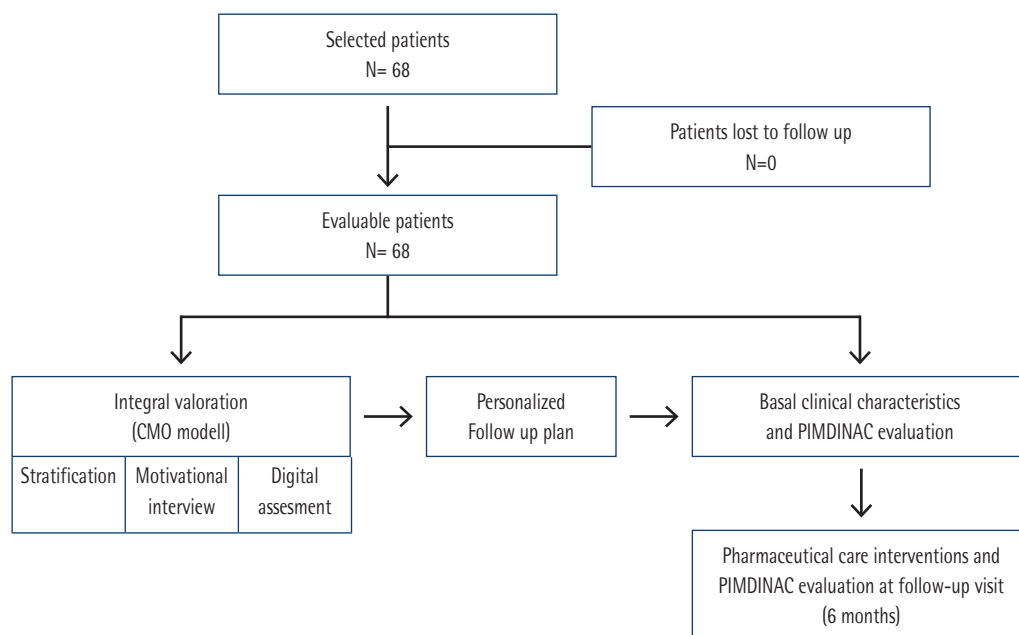 Selected patients
N= 68
Patients lost to follow up
N=0
Evaluable patients
N= 68
Integral valoration
(CMO modell)
Stratification
Motivational
interview
Digital
assesment
Personalized
Follow up plan
Basal clinical characteristics
and PIMDINAC evaluation
Pharmaceutical care interventions and
PIMDINAC evaluation at follow-up visit
(6 months)